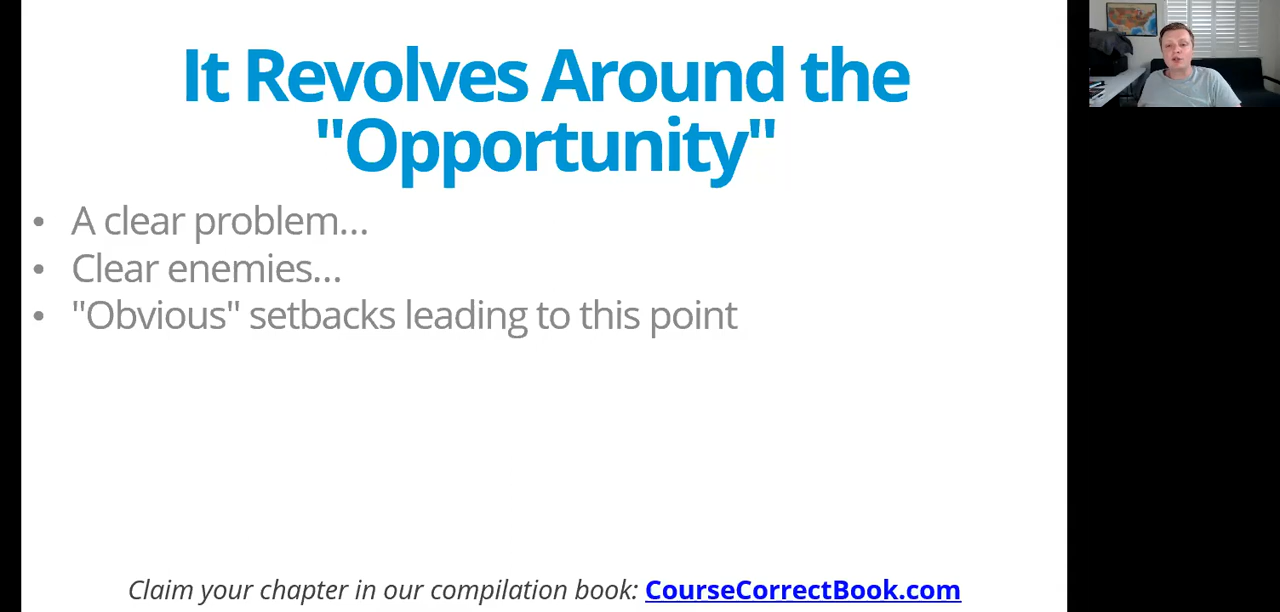 It Revolves Around the
"Opportunity"
• A clear problem...
• Clear enemies...
• "Obvious" setbacks leading to this point
Claim your chapter in our compilation book: CourseCorrectBook.com